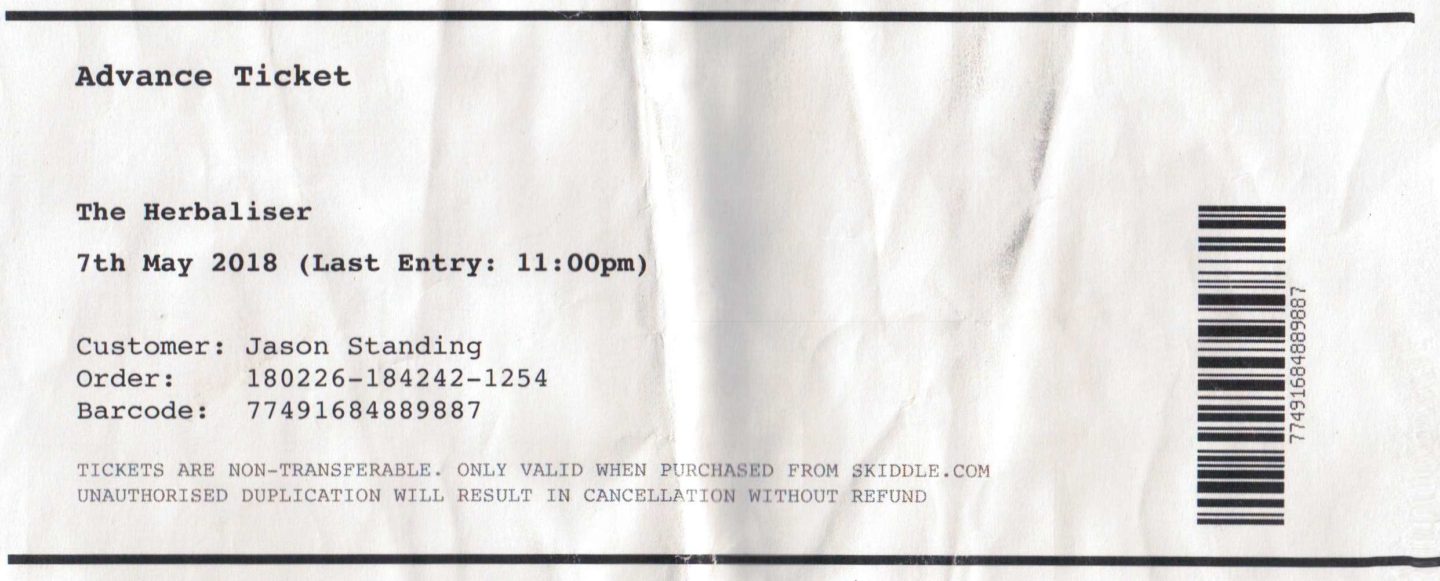 Advance Ticket
The Herbaliser
7th May 2018 (Last Entry: 11:00pm)
Customer: Jason Standing
Order: 180226-184242-1254
Barcode: 77491684889887
TICKETS ARE NON-TRANSFERABLE. ONLY VALID WHEN PURCHASED FROM SKIDDLE.COM
UNAUTHORISED DUPLICATION WILL RESULT IN CANCELLATION WITHOUT REFUND
77491684889887